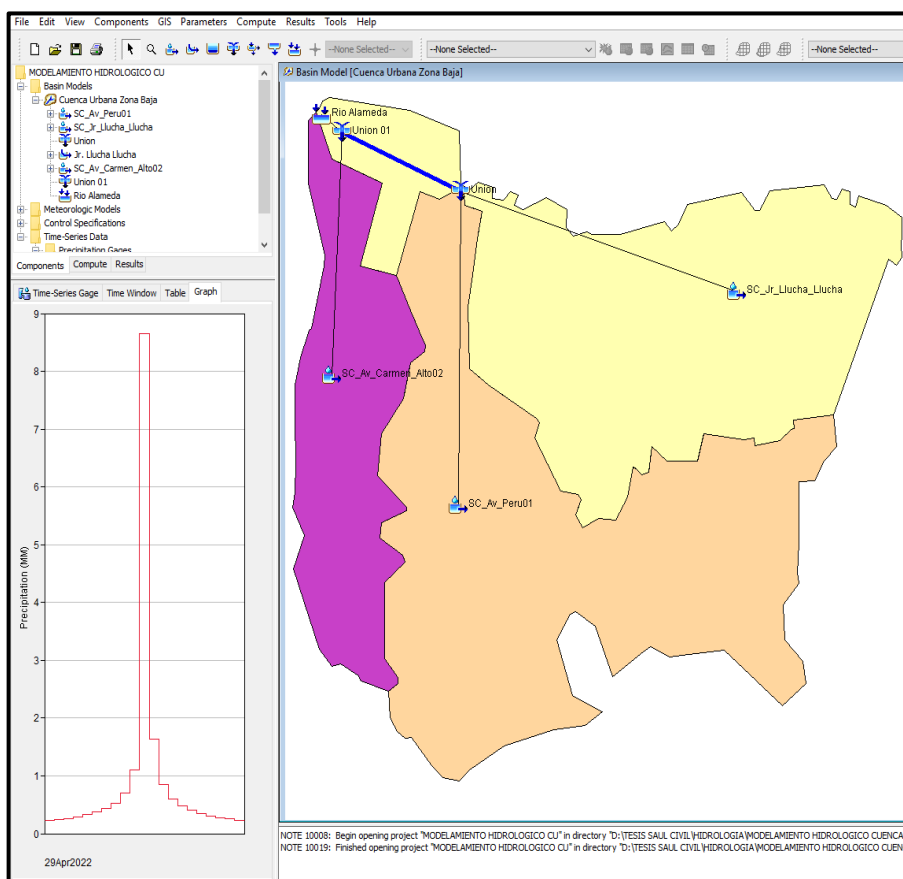 File Edit View Components GIS Parameters Compute Results Tools Help
--None Selected-- --None Selected-- --None Selected--
MODELAMIENTO HIDROLOGICO CU
Basin Models
Cuenca Urbana Zona Baja
SC_Av_Peru01
SC_Jr_Llucha_Llucha
Union
Jr. Llucha Llucha
SC_Av_Carmen_Alto02
Union 01
Rio Alameda
Meteorologic Models
Control Specifications
Time-Series Data
Precipitation Gages
Components Compute Results
Time-Series Gage Time Window Table Graph
9
8
7
6
5
4
3
2
1
0
Precipitation (MM)
29Apr2022
Basin Model [Cuenca Urbana Zona Baja]
Rio Alameda
Union 01
Union
SC_Jr_Llucha_Llucha
SC_Av_Carmen_Alto02
SC_Av_Peru01
NOTE 10008: Begin opening project "MODELAMIENTO HIDROLOGICO CU" in directory "D:\TESIS SAUL CIVIL\HIDROLOGIA\MODELAMIENTO HIDROLOGICO CUENCA
NOTE 10019: Finished opening project "MODELAMIENTO HIDROLOGICO CU" in directory "D:\TESIS SAUL CIVIL\HIDROLOGIA\MODELAMIENTO HIDROLOGICO CUEN